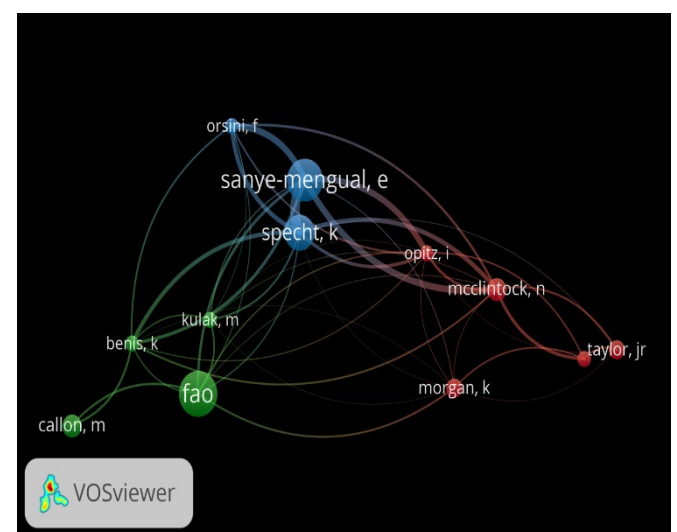 orsini, f
sanye-mengual, e
specht, k
opitz, i
mcclintock, n
kulak, m
benis, k
taylor, jr
morgan, k
fao
callon, m
VOSviewer